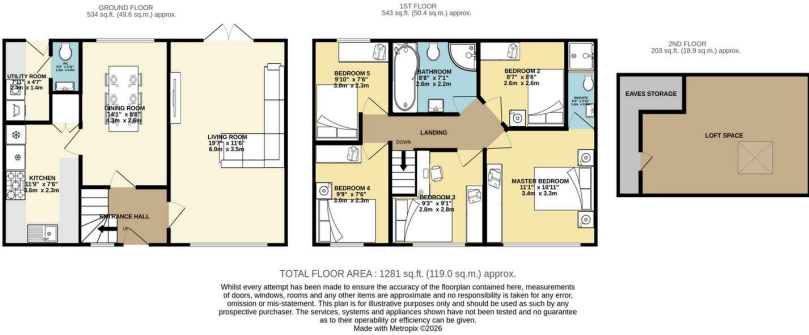 GROUND FLOOR
534 sq.ft. (49.6 sq.m.) approx.
1ST FLOOR
543 sq.ft. (50.4 sq.m.) approx.
2ND FLOOR
203 sq.ft. (18.9 sq.m.) approx.
UTILITY ROOM
7'11" x 4'7"
2.4m x 1.4m
WC
DINING ROOM
14'1" x 8'8"
4.3m x 2.6m
LIVING ROOM
19'7" x 11'6"
6.0m x 3.5m
KITCHEN
11'9" x 7'6"
3.6m x 2.3m
ENTRANCE HALL
UP
BEDROOM 5
9'10" x 7'6"
3.0m x 2.3m
BATHROOM
8'8" x 7'1"
2.6m x 2.2m
BEDROOM 2
8'7" x 8'6"
2.6m x 2.6m
ENSUITE
LANDING
DOWN
BEDROOM 4
9'9" x 7'6"
3.0m x 2.3m
BEDROOM 3
9'3" x 9'1"
2.8m x 2.8m
MASTER BEDROOM
11'1" x 10'11"
3.4m x 3.3m
EAVES STORAGE
LOFT SPACE
TOTAL FLOOR AREA : 1281 sq.ft. (119.0 sq.m.) approx.
Whilst every attempt has been made to ensure the accuracy of the floorplan contained here, measurements
of doors, windows, rooms and any other items are approximate and no responsibility is taken for any error,
omission or mis-statement. This plan is for illustrative purposes only and should be used as such by any
prospective purchaser. The services, systems and appliances shown have not been tested and no guarantee
as to their operability or efficiency can be given.
Made with Metropix ©2026